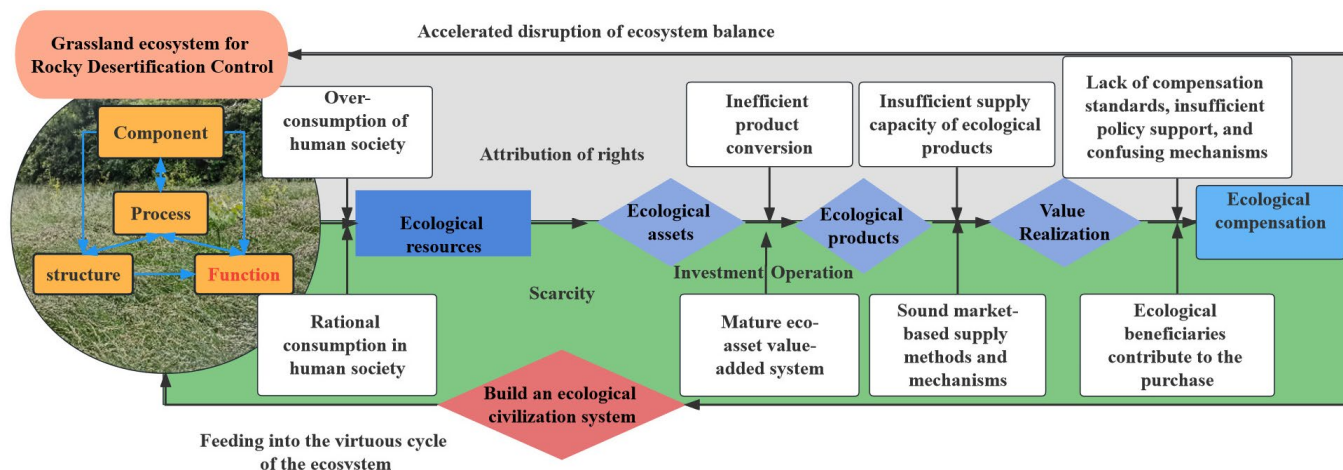 Accelerated disruption of ecosystem balance
Grassland ecosystem for
Rocky Desertification Control
Component
Process
structure
Function
Over-
consumption of
human society
Attribution of rights
Inefficient
product
conversion
Insufficient supply
capacity of ecological
products
Lack of compensation
standards, insufficient
policy support, and
confusing mechanisms
Ecological
resources
Ecological
assets
Ecological
products
Value
Realization
Ecological
compensation
Investment Operation
Scarcity
Rational
consumption in
human society
Mature eco-
asset value-
added system
Sound market-
based supply
methods and
mechanisms
Ecological
beneficiaries
contribute to the
purchase
Build an ecological
civilization system
Feeding into the virtuous cycle
of the ecosystem